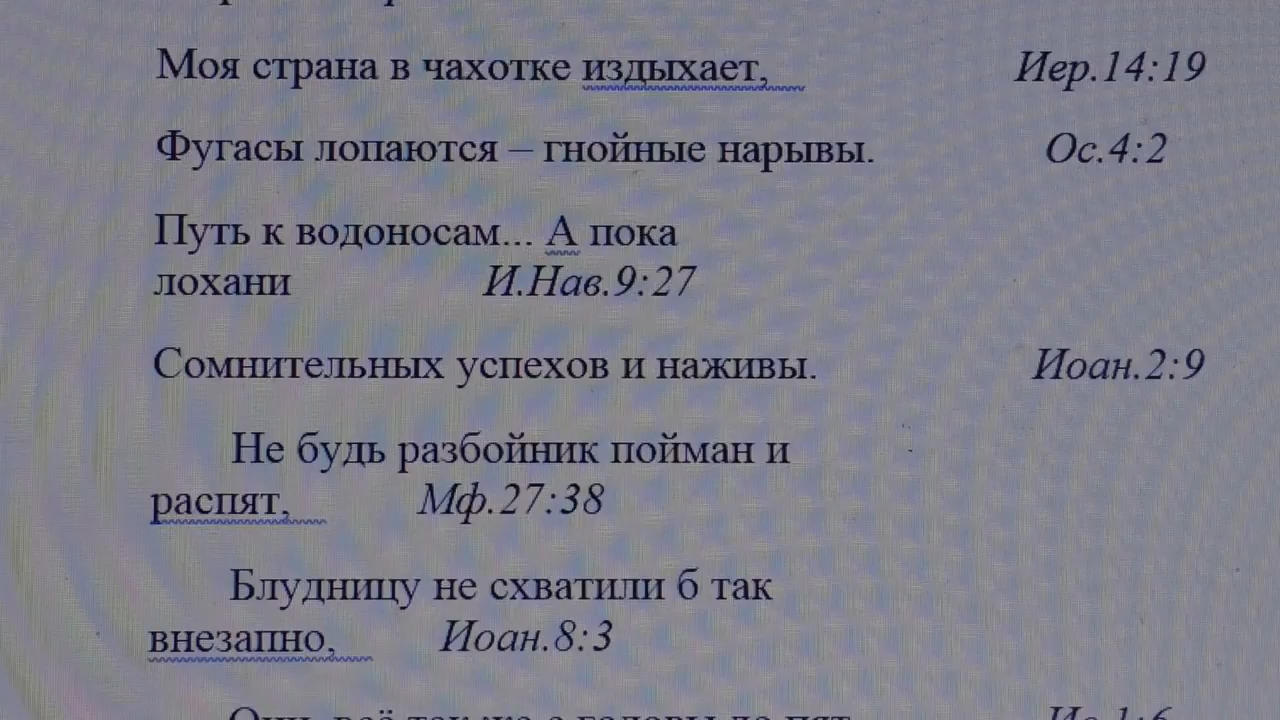 Моя страна в чахотке издыхает, Иер.14:19
Фугасы лопаются – гнойные нарывы. Ос.4:2
Путь к водоносам... А пока
лохани И.Нав.9:27
Сомнительных успехов и наживы. Иоан.2:9
Не будь разбойник пойман и
распят, Мф.27:38
Блудницу не схватили б так
внезапно, Иоан.8:3